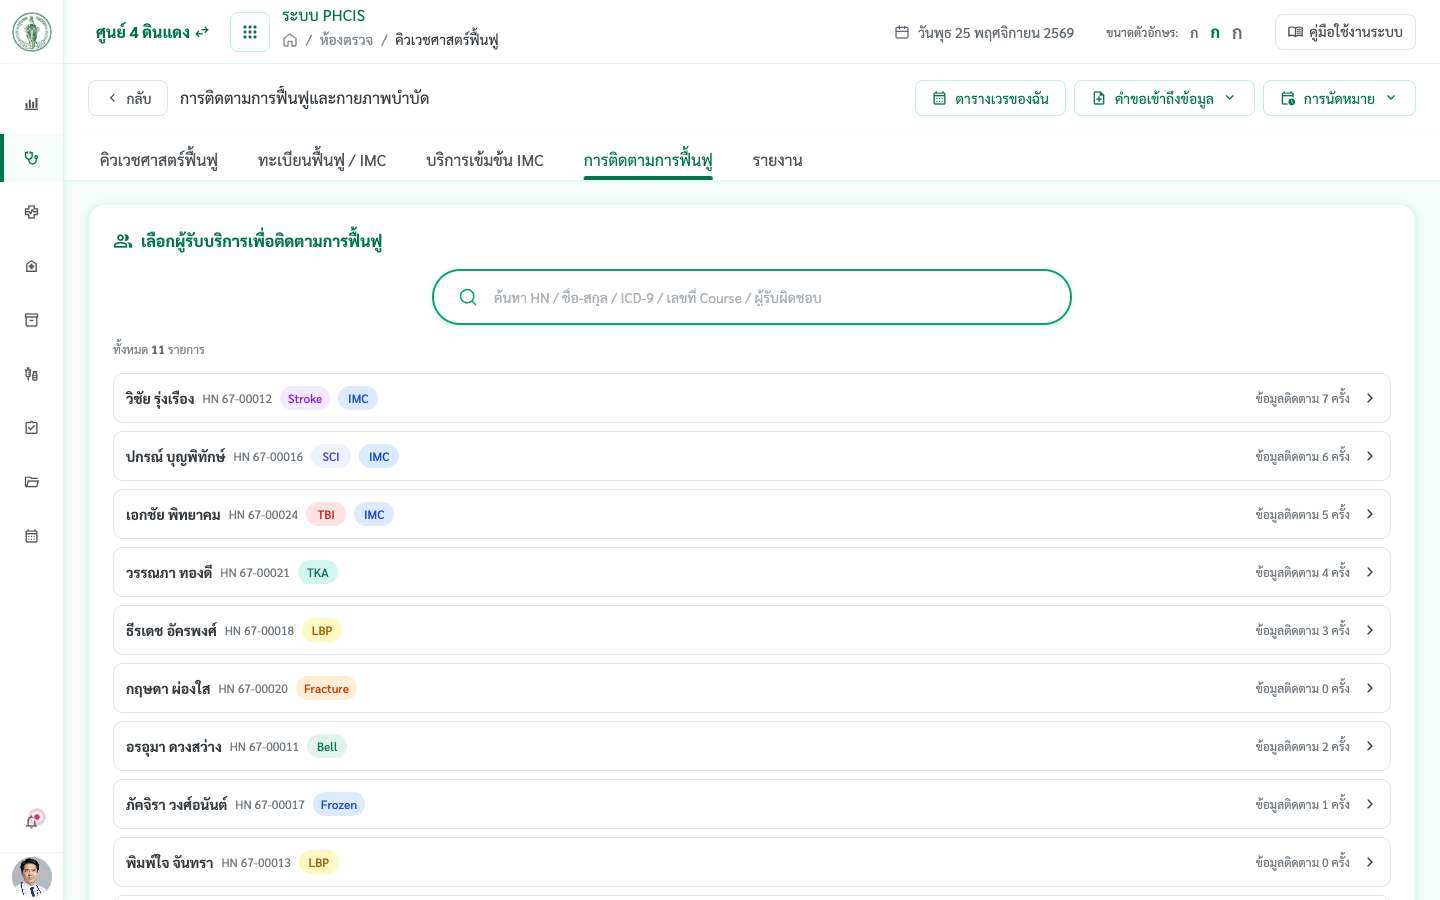 ศูนย์ 4 ดินแดง
ระบบ PHCIS
/ ห้องตรวจ / คิวเวชศาสตร์ฟื้นฟู
วันพุธ 25 พฤศจิกายน 2569
ขนาดตัวอักษร: ก ก ก
คู่มือใช้งานระบบ
กลับ
การติดตามการฟื้นฟูและกายภาพบำบัด
ตารางเวรของฉัน
คำขอเข้าถึงข้อมูล
การนัดหมาย
คิวเวชศาสตร์ฟื้นฟู
ทะเบียนฟื้นฟู / IMC
บริการเข้มข้น IMC
การติดตามการฟื้นฟู
รายงาน
เลือกผู้รับบริการเพื่อติดตามการฟื้นฟู
ค้นหา HN / ชื่อ-สกุล / ICD-9 / เลขที่ Course / ผู้รับผิดชอบ
ทั้งหมด 11 รายการ
วิชัย รุ่งเรือง HN 67-00012 Stroke IMC ข้อมูลติดตาม 7 ครั้ง
ปกรณ์ บุญพิทักษ์ HN 67-00016 SCI IMC ข้อมูลติดตาม 6 ครั้ง
เอกชัย พิทยาคม HN 67-00024 TBI IMC ข้อมูลติดตาม 5 ครั้ง
วรรณภา ทองดี HN 67-00021 TKA ข้อมูลติดตาม 4 ครั้ง
ธีรเดช อัครพงศ์ HN 67-00018 LBP ข้อมูลติดตาม 3 ครั้ง
กฤษดา ผ่องใส HN 67-00020 Fracture ข้อมูลติดตาม 0 ครั้ง
อรอุมา ดวงสว่าง HN 67-00011 Bell ข้อมูลติดตาม 2 ครั้ง
ภัคจิรา วงศ์อนันต์ HN 67-00017 Frozen ข้อมูลติดตาม 1 ครั้ง
พิมพ์ใจ จันทรา HN 67-00013 LBP ข้อมูลติดตาม 0 ครั้ง